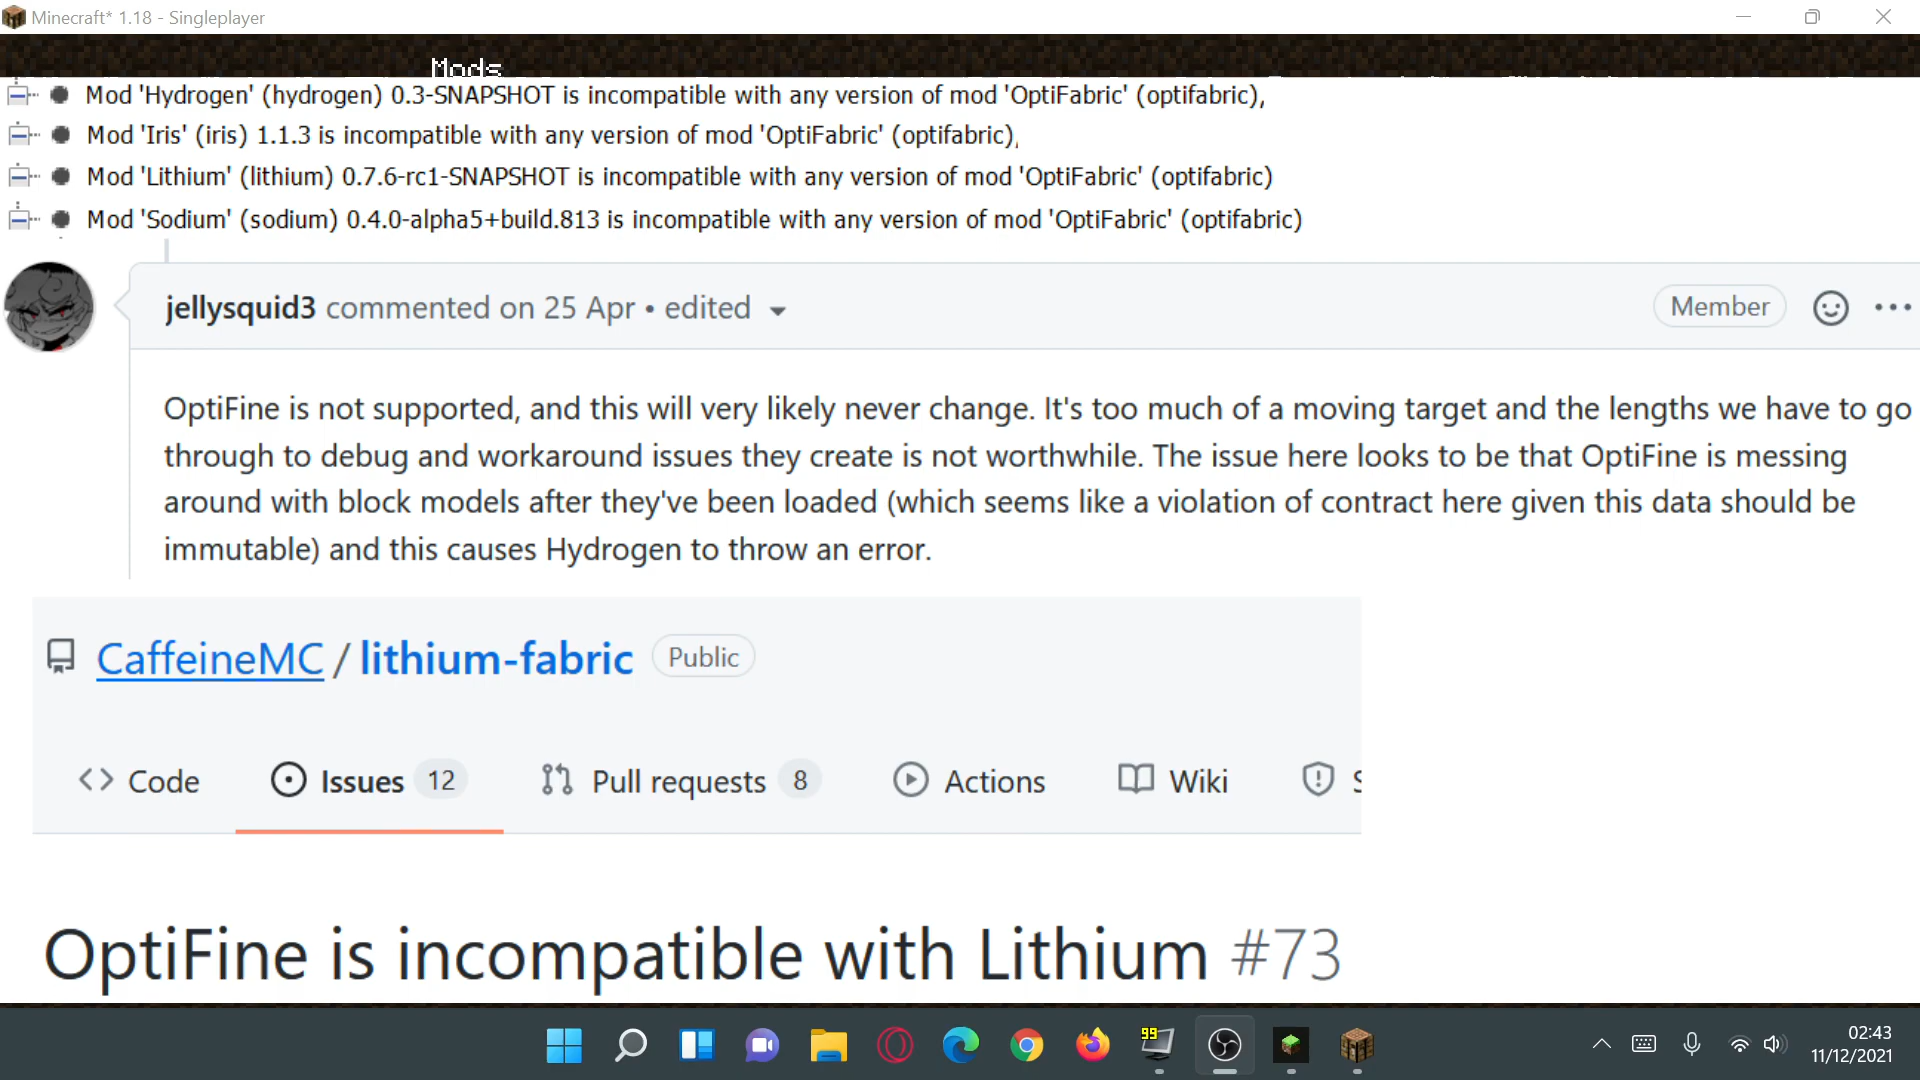 Minecraft* 1.18 - Singleplayer
Mods
Mod 'Hydrogen' (hydrogen) 0.3-SNAPSHOT is incompatible with any version of mod 'OptiFabric' (optifabric),
Mod 'Iris' (iris) 1.1.3 is incompatible with any version of mod 'OptiFabric' (optifabric),
Mod 'Lithium' (lithium) 0.7.6-rc1-SNAPSHOT is incompatible with any version of mod 'OptiFabric' (optifabric)
Mod 'Sodium' (sodium) 0.4.0-alpha5+build.813 is incompatible with any version of mod 'OptiFabric' (optifabric)
jellysquid3 commented on 25 Apr • edited
Member
OptiFine is not supported, and this will very likely never change. It's too much of a moving target and the lengths we have to go
through to debug and workaround issues they create is not worthwhile. The issue here looks to be that OptiFine is messing
around with block models after they've been loaded (which seems like a violation of contract here given this data should be
immutable) and this causes Hydrogen to throw an error.
CaffeineMC / lithium-fabric Public
Code Issues 12 Pull requests 8 Actions Wiki
OptiFine is incompatible with Lithium #73
99
02:43
11/12/2021